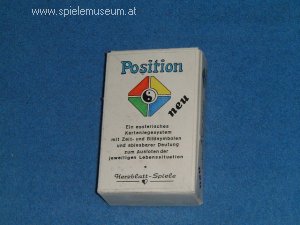 www.spielemuseum.at
Position
neu
Ein esoterisches
Kartenlegesystem
mit Zeit- und Bildsymbolen
und ablesbarer Deutung
zum Ausloten der
jeweiligen Lebenssituation
Herzblatt-Spiele